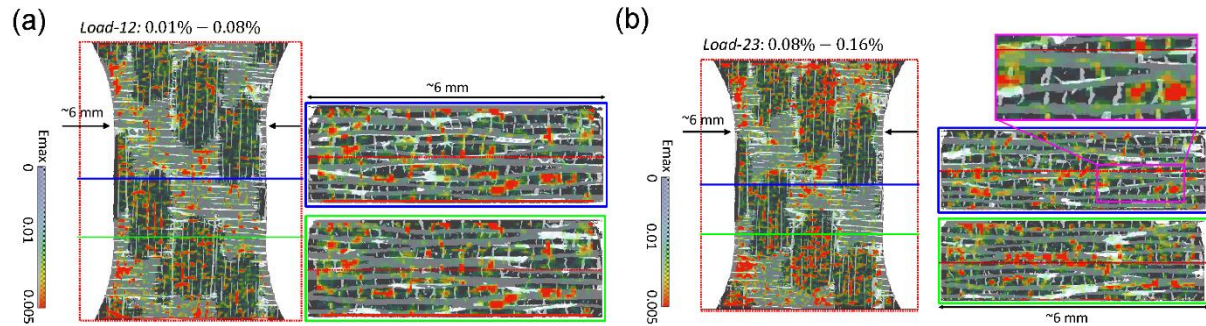 (a)
Load-12: 0.01% – 0.08%
~6 mm
~6 mm
Emax
0
0.01
0.005
(b)
Load-23: 0.08% – 0.16%
~6 mm
~6 mm
Emax
0
0.01
0.005